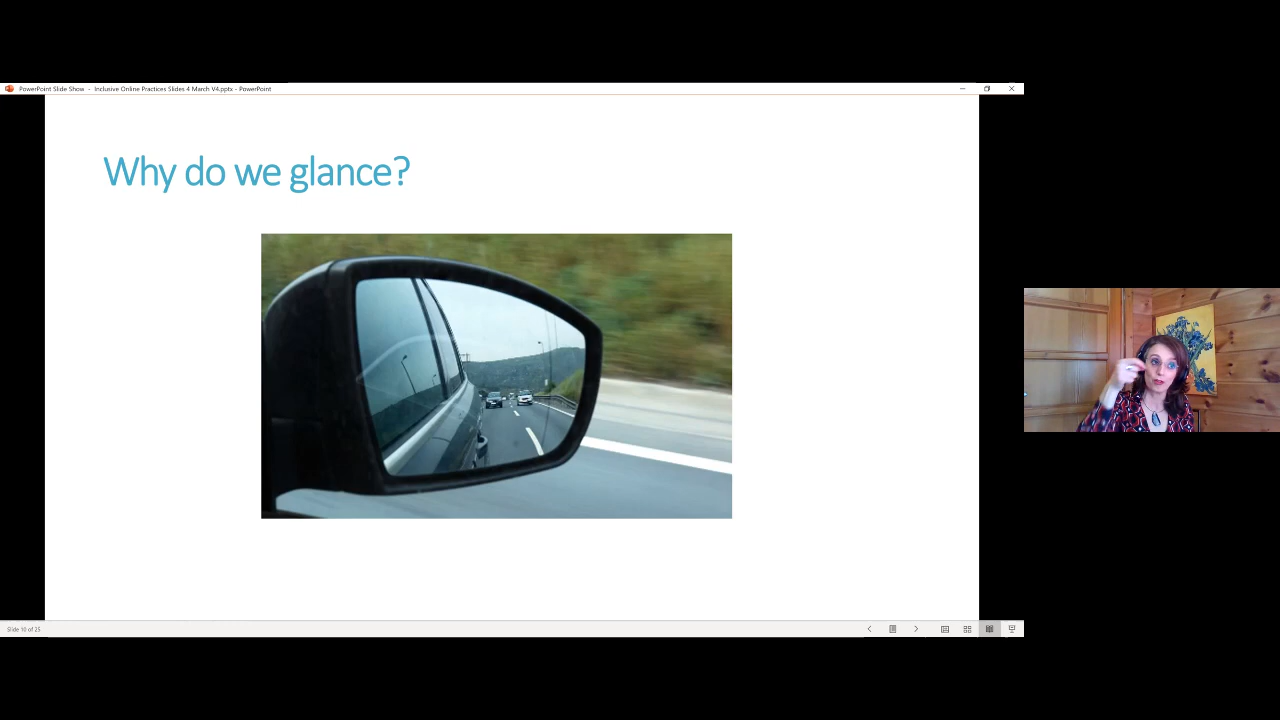 PowerPoint Slide Show - Inclusive Online Practices Slides 4 March V4.pptx - PowerPoint
Why do we glance?
Slide 10 of 25